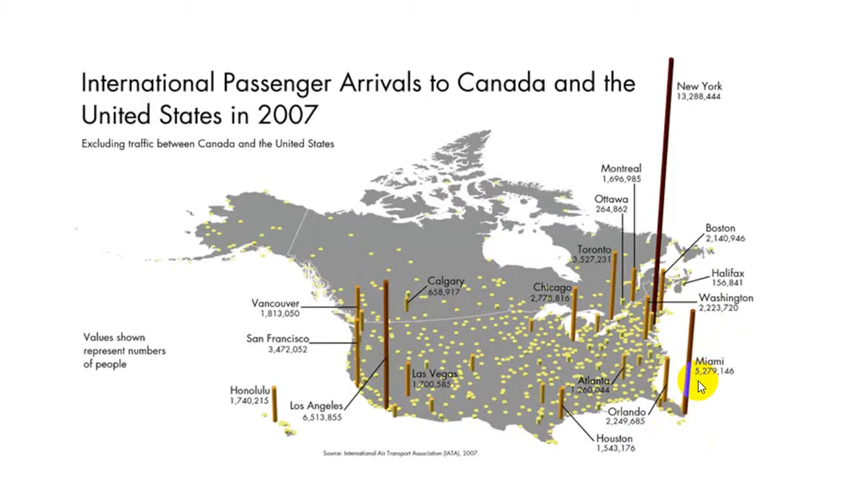 International Passenger Arrivals to Canada and the
United States in 2007
Excluding traffic between Canada and the United States
New York
13,288,444
Montreal
1,696,985
Ottawa
264,862
Boston
2,140,946
Toronto
3,527,231
Halifax
156,841
Calgary
658,917
Chicago
2,775,816
Washington
2,223,720
Vancouver
1,813,050
San Francisco
3,472,052
Values shown
represent numbers
of people
Miami
5,279,146
Las Vegas
1,700,585
Atlanta
1,260,044
Honolulu
1,740,215
Los Angeles
6,513,855
Orlando
2,249,685
Houston
1,543,176
Source: International Air Transport Association (IATA), 2007.